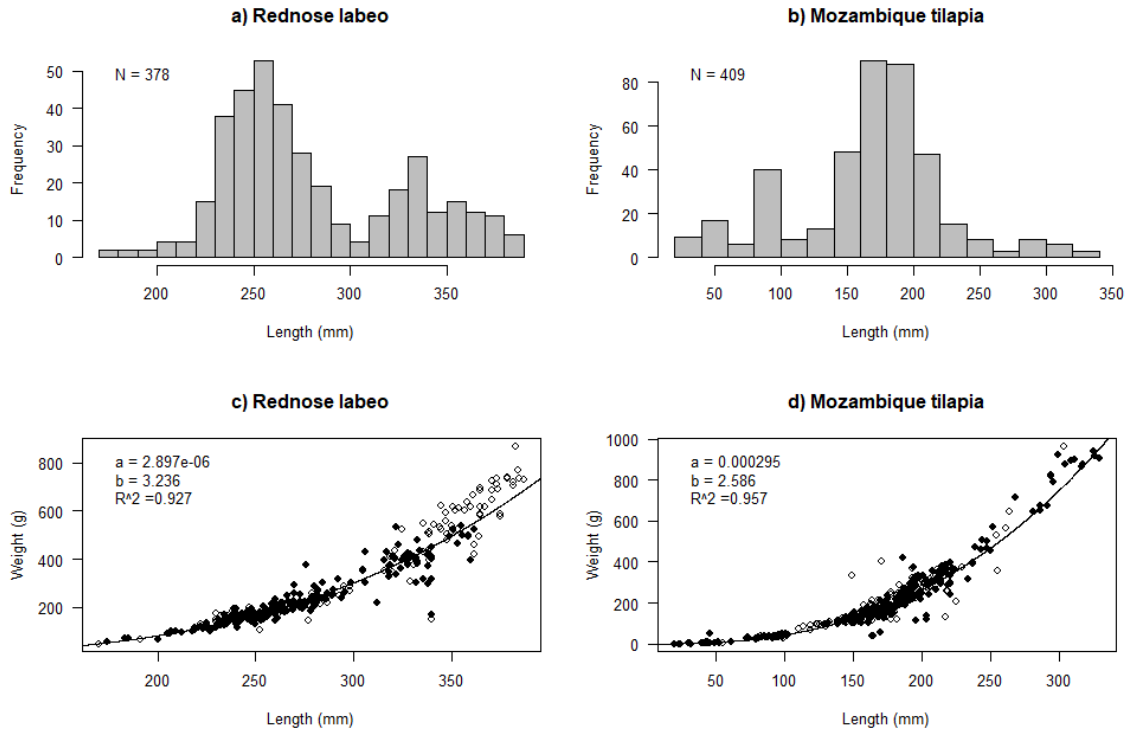 a) Rednose labeo
N = 378
Frequency
50
40
30
20
10
0
200 250 300 350
Length (mm)
b) Mozambique tilapia
N = 409
Frequency
80
60
40
20
0
50 100 150 200 250 300 350
Length (mm)
c) Rednose labeo
a = 2.897e-06
b = 3.236
R^2 =0.927
Weight (g)
800
600
400
200
200 250 300 350
Length (mm)
d) Mozambique tilapia
a = 0.000295
b = 2.586
R^2 =0.957
Weight (g)
1000
800
600
400
200
0
50 100 150 200 250 300
Length (mm)